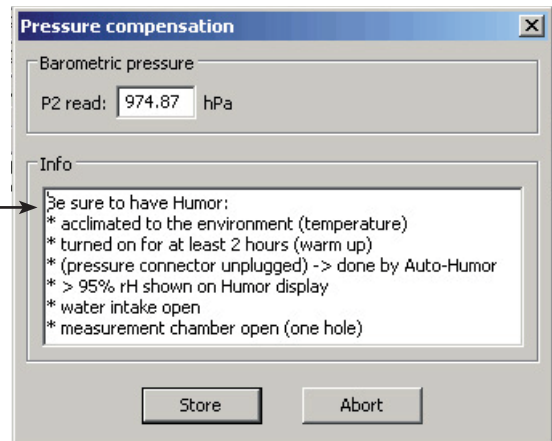 Pressure compensation
Barometric pressure
P2 read: 974.87 hPa
Info
Be sure to have Humor:
* acclimated to the environment (temperature)
* turned on for at least 2 hours (warm up)
* (pressure connector unplugged) -> done by Auto-Humor
* > 95% rH shown on Humor display
* water intake open
* measurement chamber open (one hole)
Store Abort